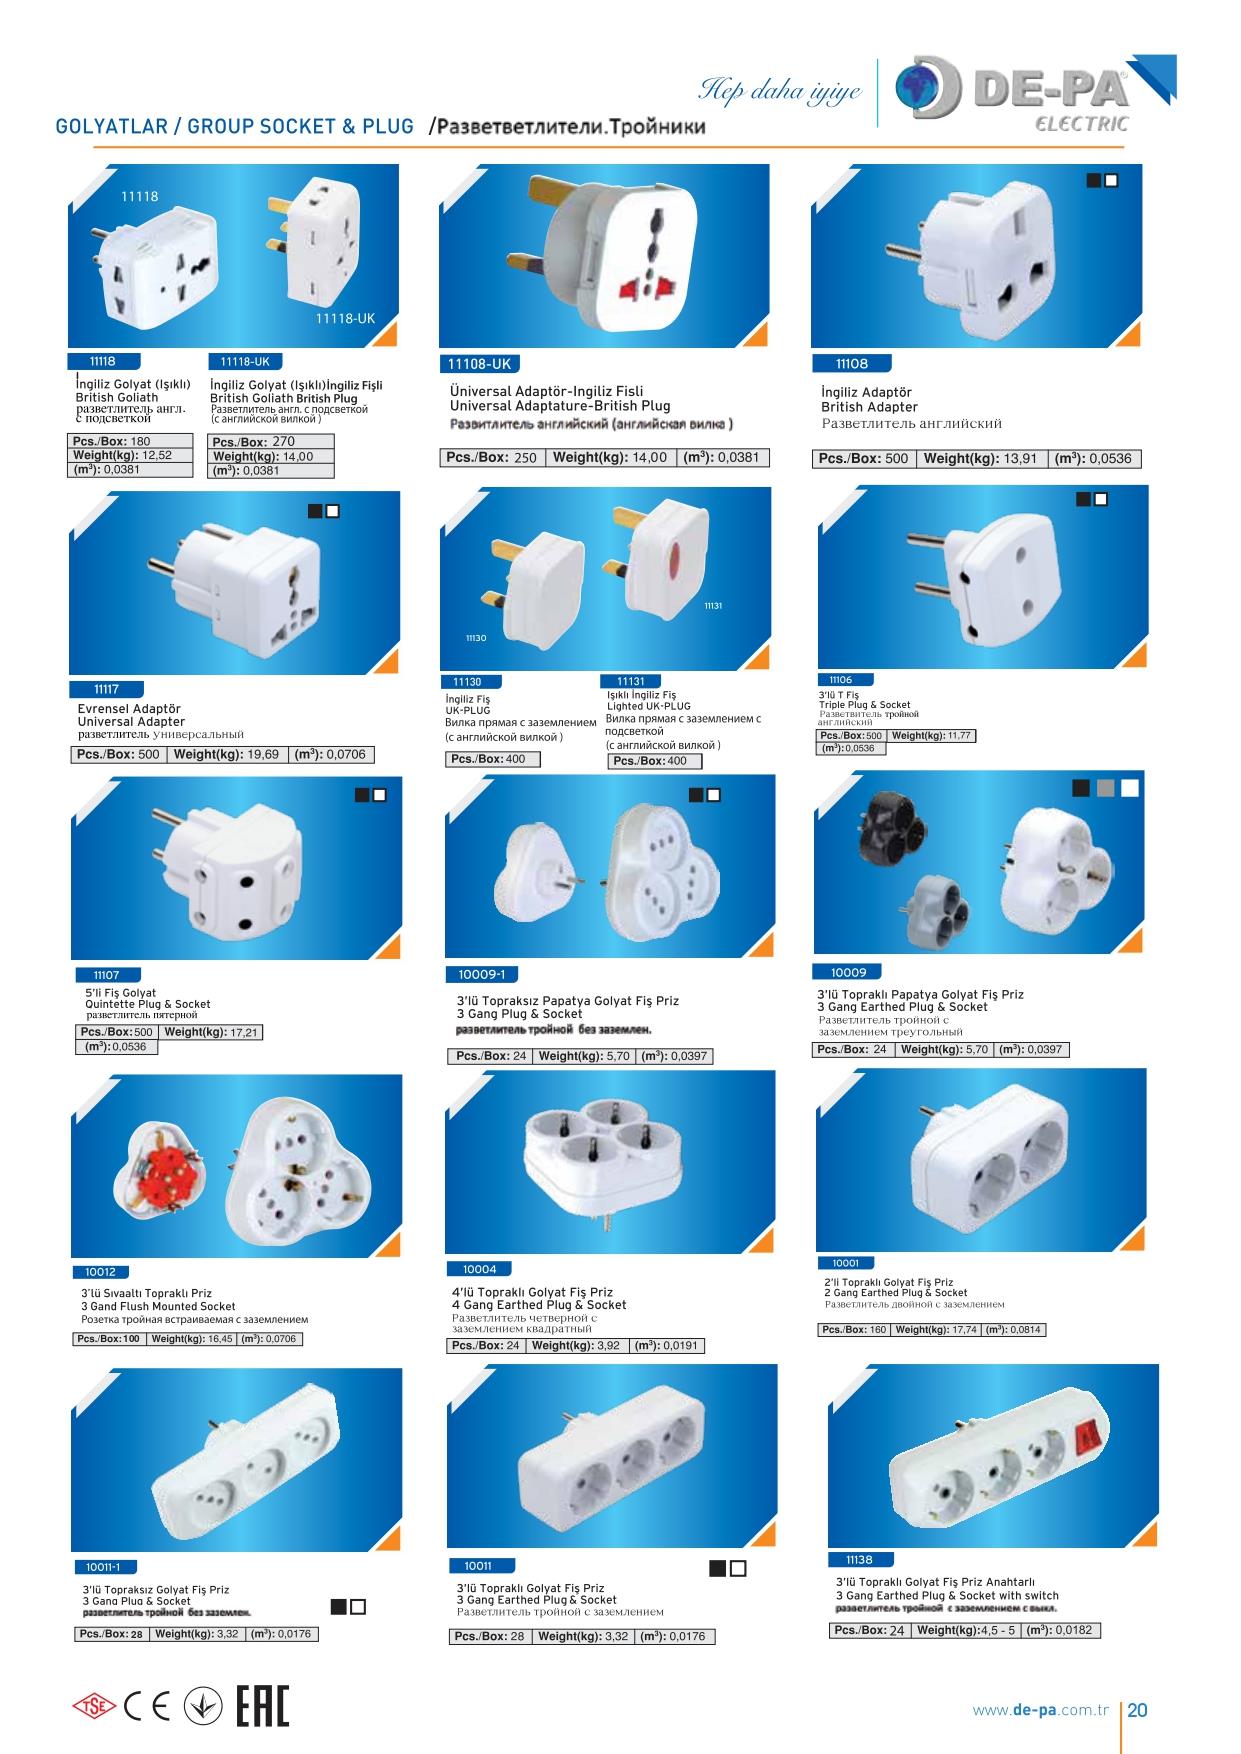 Hep daha iyiye
DE-PA
ELECTRIC
GOLYATLAR / GROUP SOCKET & PLUG /Разветветлители.Тройники
11118
11118-UK
11118
İngiliz Golyat (Işıklı)
British Goliath
разветлитель англ.
с подсветкой
Pcs./Box: 180
Weight(kg): 12,52
(m³): 0,0381
11118-UK
İngiliz Golyat (Işıklı)İngiliz Fişli
British Goliath British Plug
Разветлитель англ. с подсветкой
(с английской вилкой )
Pcs./Box: 270
Weight(kg): 14,00
(m³): 0,0381
11108-UK
Üniversal Adaptör-Ingiliz Fisli
Universal Adaptature-British Plug
Развитлитель английский (английская вилка )
Pcs./Box: 250 Weight(kg): 14,00 (m³): 0,0381
11108
İngiliz Adaptör
British Adapter
Разветлитель английский
Pcs./Box: 500 Weight(kg): 13,91 (m³): 0,0536
11117
Evrensel Adaptör
Universal Adapter
разветлитель универсальный
Pcs./Box: 500 Weight(kg): 19,69 (m³): 0,0706
11130
11131
11130
İngiliz Fiş
UK-PLUG
Вилка прямая с заземлением
(с английской вилкой )
Pcs./Box: 400
11131
Işıklı İngiliz Fiş
Lighted UK-PLUG
Вилка прямая с заземлением с
подсветкой
(с английской вилкой )
Pcs./Box: 400
11106
3'lü T Fiş
Triple Plug & Socket
Разветвитель тройной
английский
Pcs./Box: 500 Weight(kg): 11,77
(m³): 0,0536
11107
5'li Fiş Golyat
Quintette Plug & Socket
разветлитель пятерной
Pcs./Box: 500 Weight(kg): 17,21
(m³): 0,0536
10009-1
3'lü Topraksız Papatya Golyat Fiş Priz
3 Gang Plug & Socket
разветлитель тройной без заземлен.
Pcs./Box: 24 Weight(kg): 5,70 (m³): 0,0397
10009
3'lü Topraklı Papatya Golyat Fiş Priz
3 Gang Earthed Plug & Socket
Разветлитель тройной с
заземлением треугольный
Pcs./Box: 24 Weight(kg): 5,70 (m³): 0,0397
10012
3'lü Sıvaaltı Topraklı Priz
3 Gand Flush Mounted Socket
Розетка тройная встраиваемая с заземлением
Pcs./Box: 100 Weight(kg): 16,45 (m³): 0,0706
10004
4'lü Topraklı Golyat Fiş Priz
4 Gang Earthed Plug & Socket
Разветлитель четверной с
заземлением квадратный
Pcs./Box: 24 Weight(kg): 3,92 (m³): 0,0191
10001
2'li Topraklı Golyat Fiş Priz
2 Gang Earthed Plug & Socket
Разветлитель двойной с заземлением
Pcs./Box: 160 Weight(kg): 17,74 (m³): 0,0814
10011-1
3'lü Topraksız Golyat Fiş Priz
3 Gang Plug & Socket
разветлитель тройной без заземлен.
Pcs./Box: 28 Weight(kg): 3,32 (m³): 0,0176
10011
3'lü Topraklı Golyat Fiş Priz
3 Gang Earthed Plug & Socket
Разветлитель тройной с заземлением
Pcs./Box: 28 Weight(kg): 3,32 (m³): 0,0176
11138
3'lü Topraklı Golyat Fiş Priz Anahtarlı
3 Gang Earthed Plug & Socket with switch
разветлитель тройной с заземлением с выкл.
Pcs./Box: 24 Weight(kg):4,5 - 5 (m³): 0,0182
TSE CE EAC
www.de-pa.com.tr 20